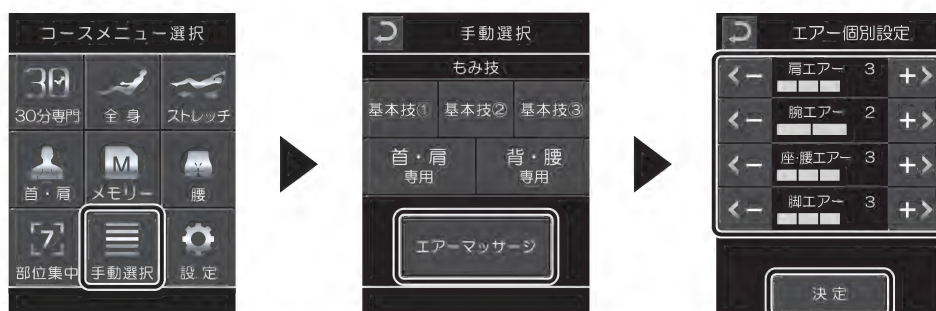 コースメニュー選択
30
30分専門 全身 ストレッチ
M
首・肩 メモリー 腰
7
部位集中 手動選択 設定
手動選択
もみ技
基本技① 基本技② 基本技③
首・肩 背・腰
専用 専用
エアーマッサージ
エアー個別設定
肩エアー 3
腕エアー 2
座・腰エアー 3
脚エアー 3
決定